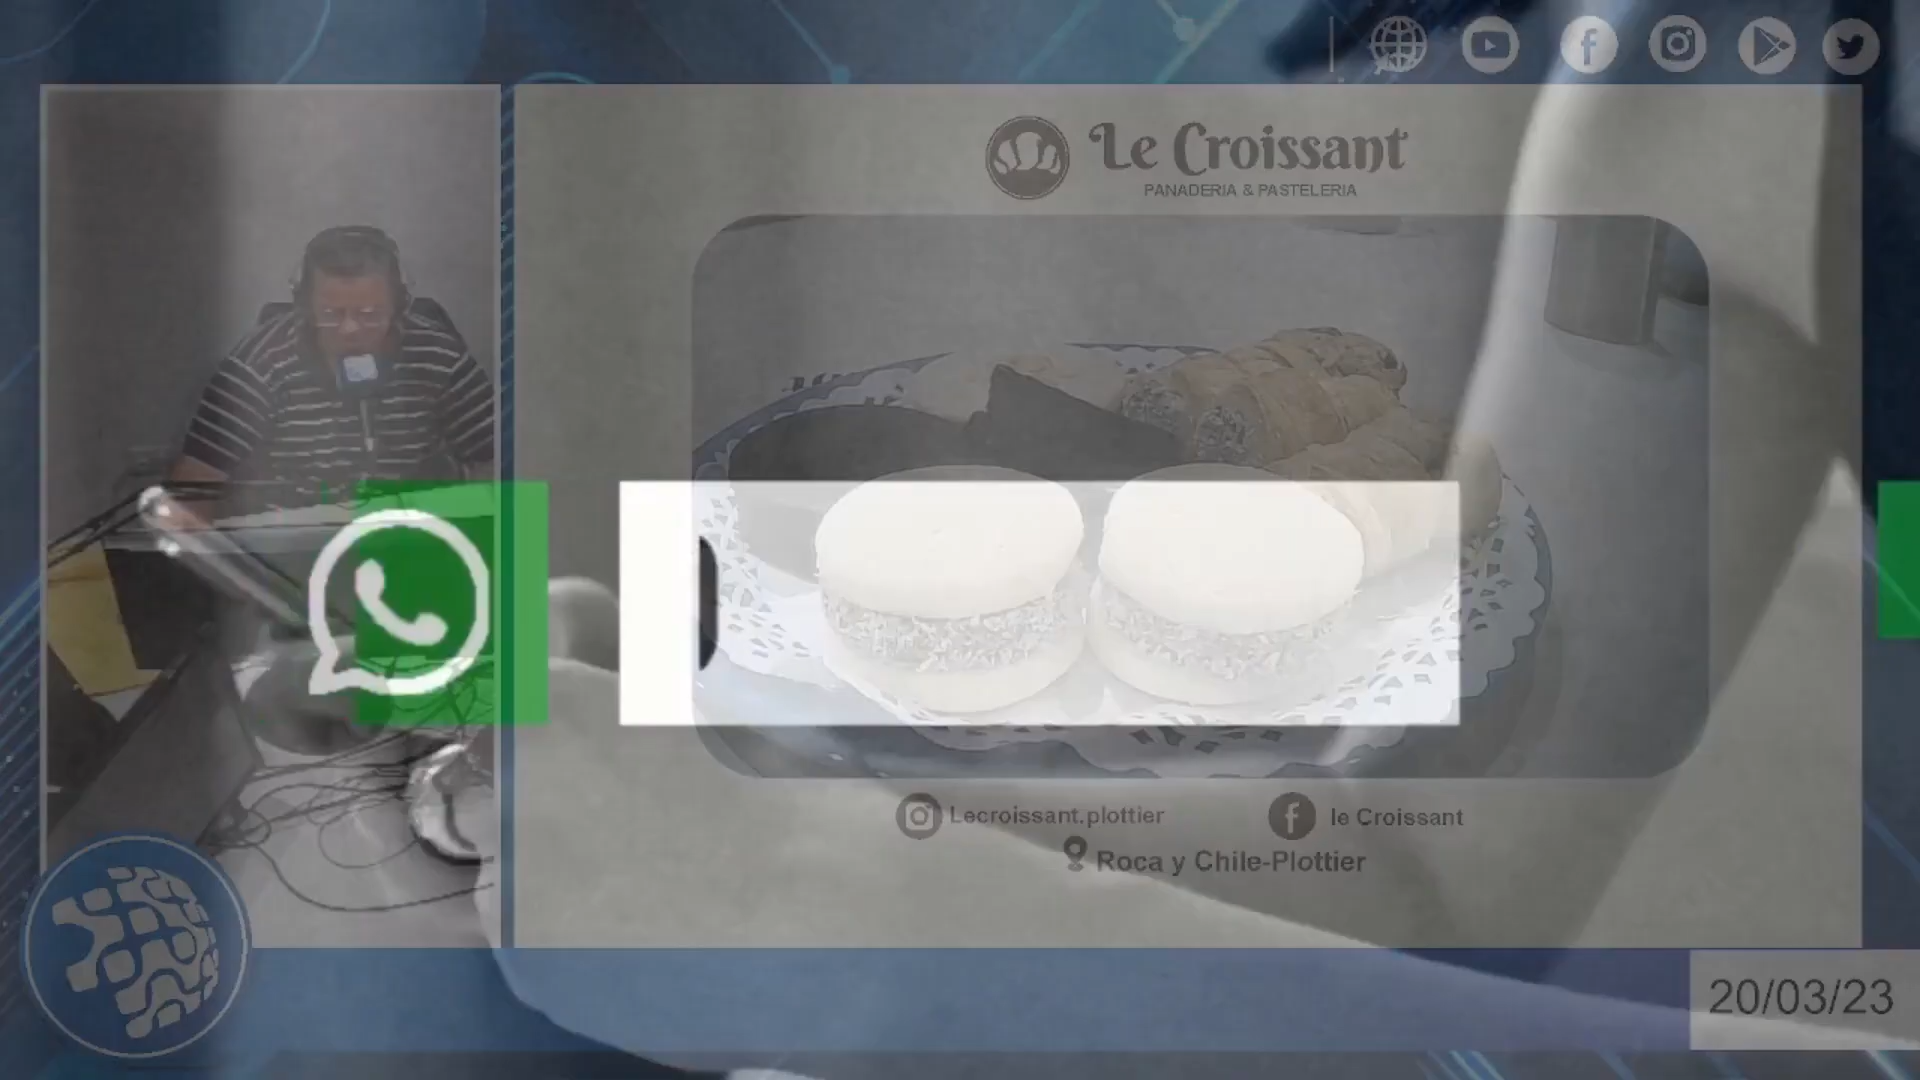 Le Croissant
PANADERIA & PASTELERIA
Lecroissant.plottier
le Croissant
Roca y Chile-Plottier
20/03/23